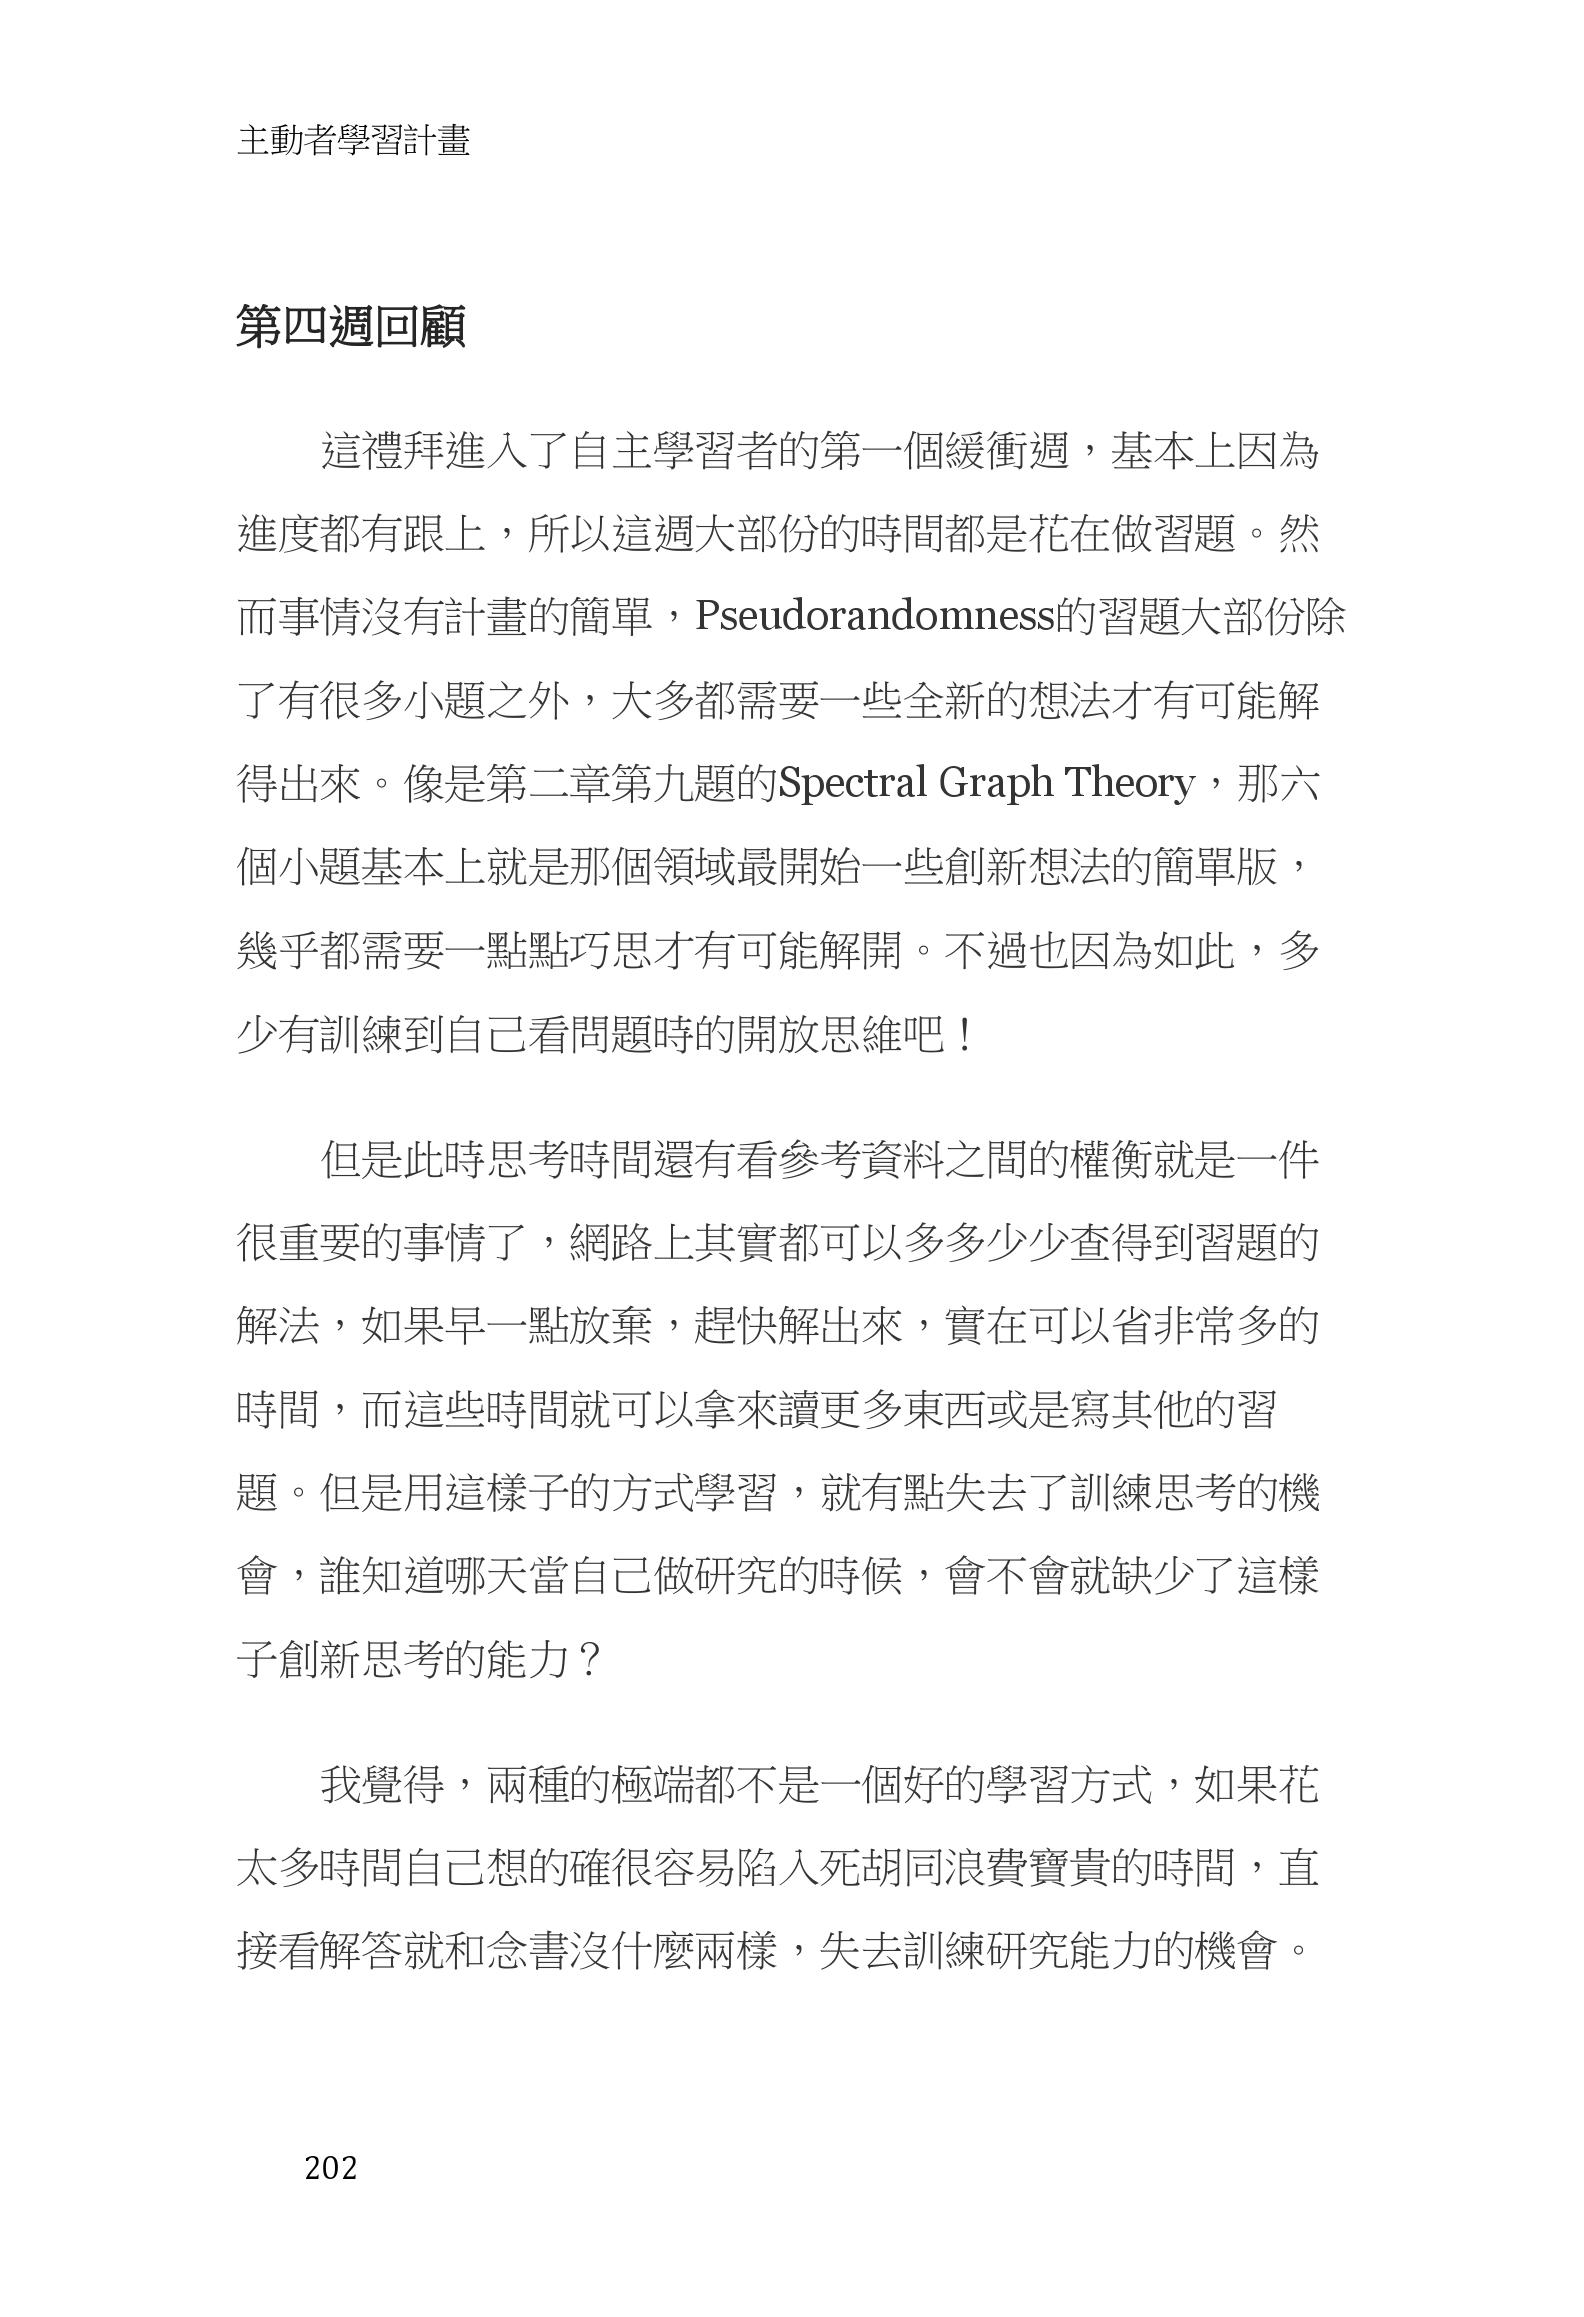 主動者學習計畫
第四週回顧
這禮拜進入了自主學習者的第一個緩衝週，基本上因為
進度都有跟上，所以這週大部份的時間都是花在做習題。然
而事情沒有計畫的簡單，Pseudorandomness的習題大部份除
了有很多小題之外，大多都需要一些全新的想法才有可能解
得出來。像是第二章第九題的Spectral Graph Theory，那六
個小題基本上就是那個領域最開始一些創新想法的簡單版，
幾乎都需要一點點巧思才有可能解開。不過也因為如此，多
少有訓練到自己看問題時的開放思維吧！
但是此時思考時間還有看參考資料之間的權衡就是一件
很重要的事情了，網路上其實都可以多多少少查得到習題的
解法，如果早一點放棄，趕快解出來，實在可以省非常多的
時間，而這些時間就可以拿來讀更多東西或是寫其他的習
題。但是用這樣子的方式學習，就有點失去了訓練思考的機
會，誰知道哪天當自己做研究的時候，會不會就缺少了這樣
子創新思考的能力？
我覺得，兩種的極端都不是一個好的學習方式，如果花
太多時間自己想的確很容易陷入死胡同浪費寶貴的時間，直
接看解答就和念書沒什麼兩樣，失去訓練研究能力的機會。
202